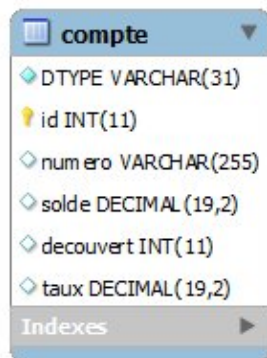 compte
DTYPE VARCHAR(31)
id INT(11)
numero VARCHAR(255)
solde DECIMAL(19,2)
decouvert INT(11)
taux DECIMAL(19,2)
Indexes